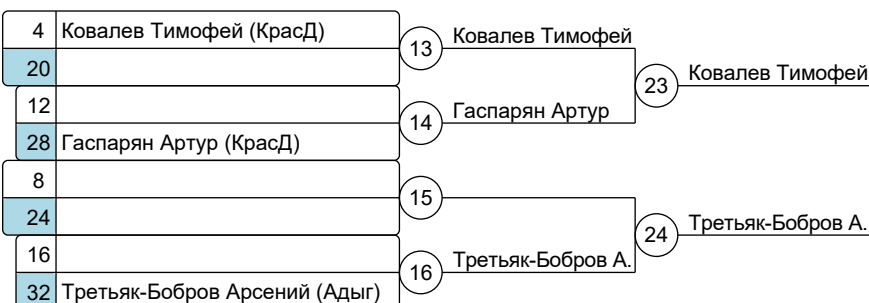 4 Ковалев Тимофей (КрасД)
13 Ковалев Тимофей
20
23 Ковалев Тимофей
12
14 Гаспарян Артур
28 Гаспарян Артур (КрасД)
8
15
24
24 Третьяк-Бобров А.
16
16 Третьяк-Бобров А.
32 Третьяк-Бобров Арсений (Адыг)